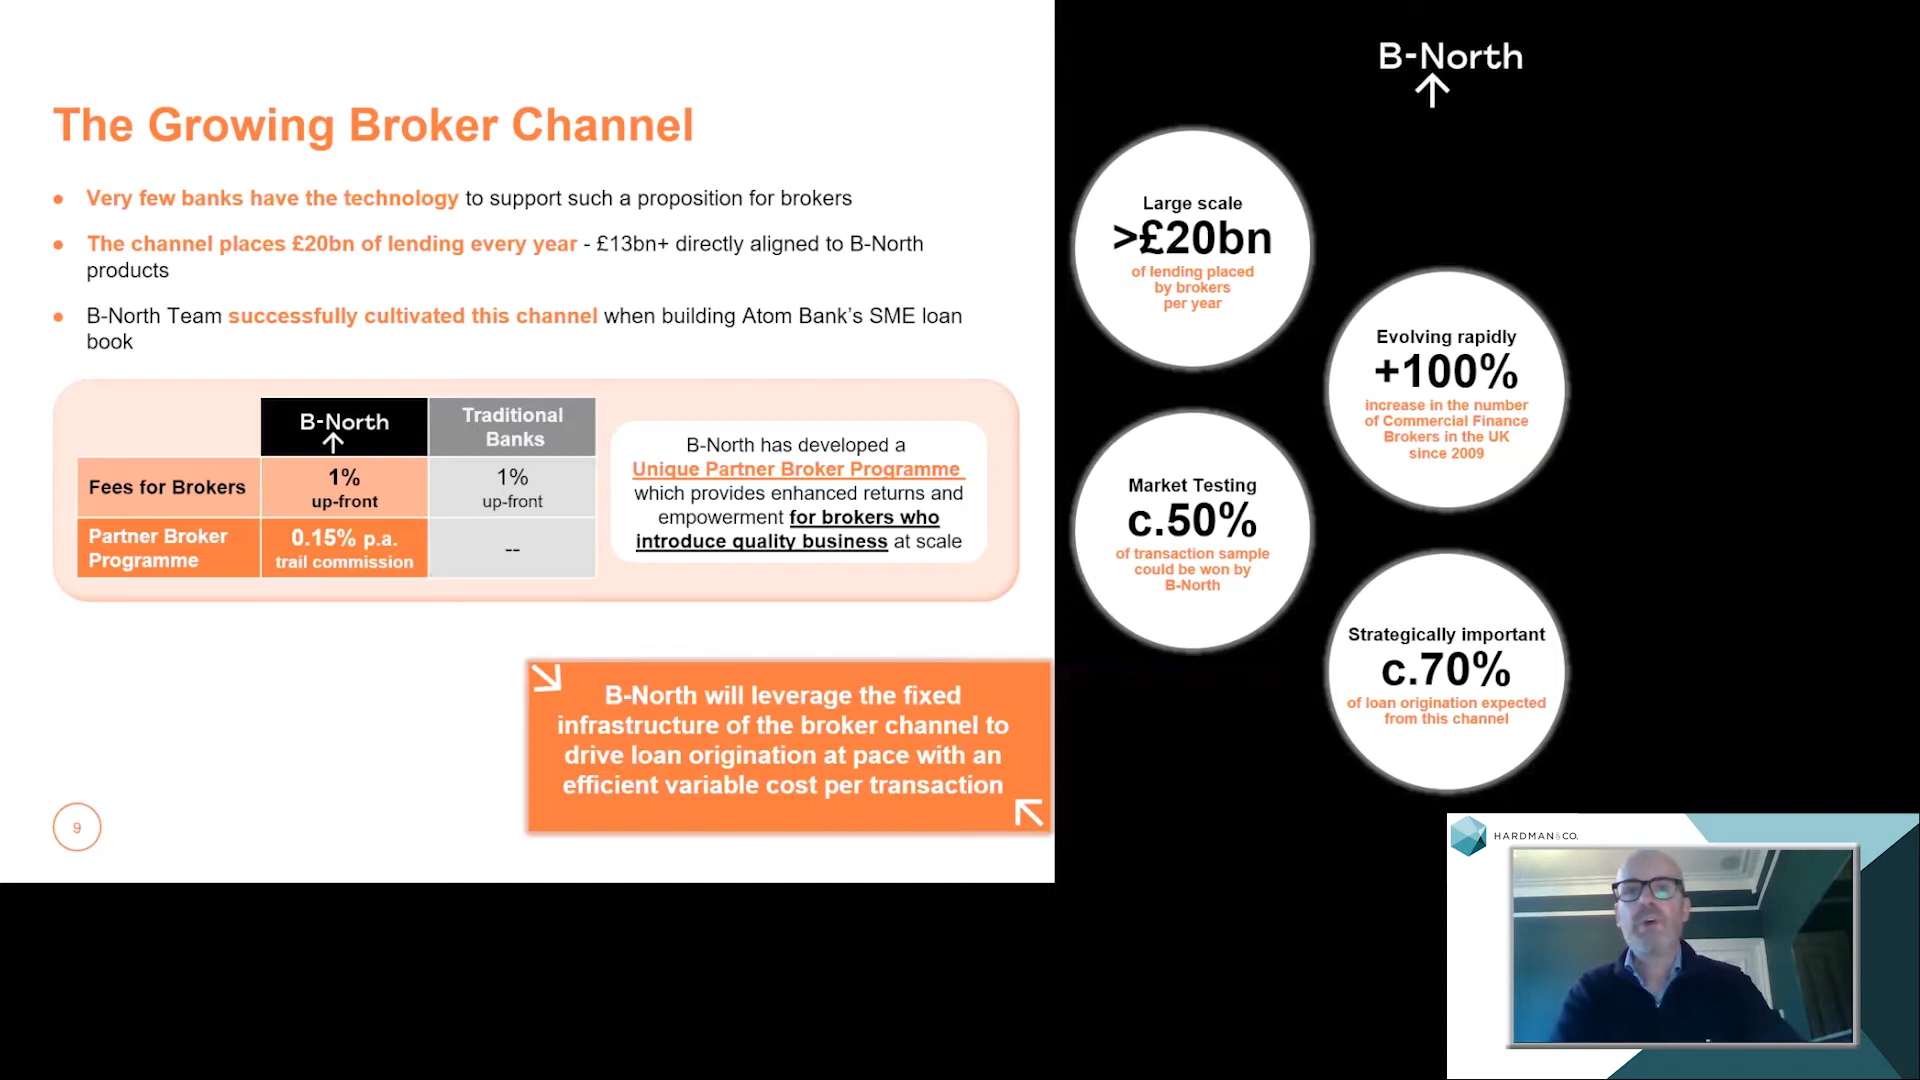 The Growing Broker Channel
● Very few banks have the technology to support such a proposition for brokers
● The channel places £20bn of lending every year - £13bn+ directly aligned to B-North
products
● B-North Team successfully cultivated this channel when building Atom Bank’s SME loan
book
B-North
Traditional
Banks
Fees for Brokers
1%
up-front
1%
up-front
Partner Broker
Programme
0.15% p.a.
trail commission
--
B-North has developed a
Unique Partner Broker Programme
which provides enhanced returns and
empowerment for brokers who
introduce quality business at scale
B-North will leverage the fixed
infrastructure of the broker channel to
drive loan origination at pace with an
efficient variable cost per transaction
9
B-North
Large scale
>£20bn
of lending placed
by brokers
per year
Evolving rapidly
+100%
increase in the number
of Commercial Finance
Brokers in the UK
since 2009
Market Testing
c.50%
of transaction sample
could be won by
B-North
Strategically important
c.70%
of loan origination expected
from this channel
HARDMAN&CO.